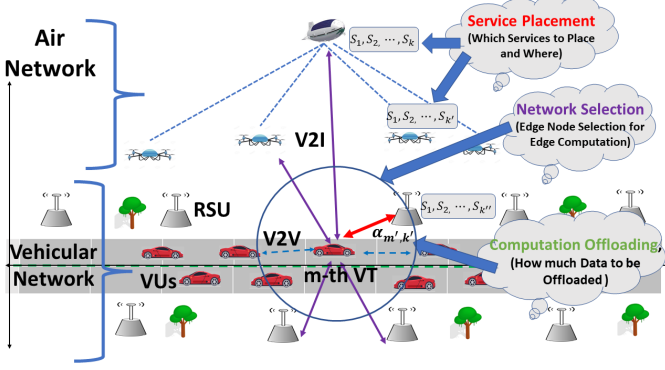 Air
Network
S₁, S₂, ⋯, Sₖ
Service Placement
(Which Services to Place
and Where)
S₁, S₂, ⋯, Sₖ′
V2I
Network Selection
(Edge Node Selection for
Edge Computation)
RSU
S₁, S₂, ⋯, Sₖ″
αₘ′,ₖ′
V2V
Vehicular
Network
m-th VT
VUs
Computation Offloading,
(How much Data to be
Offloaded )